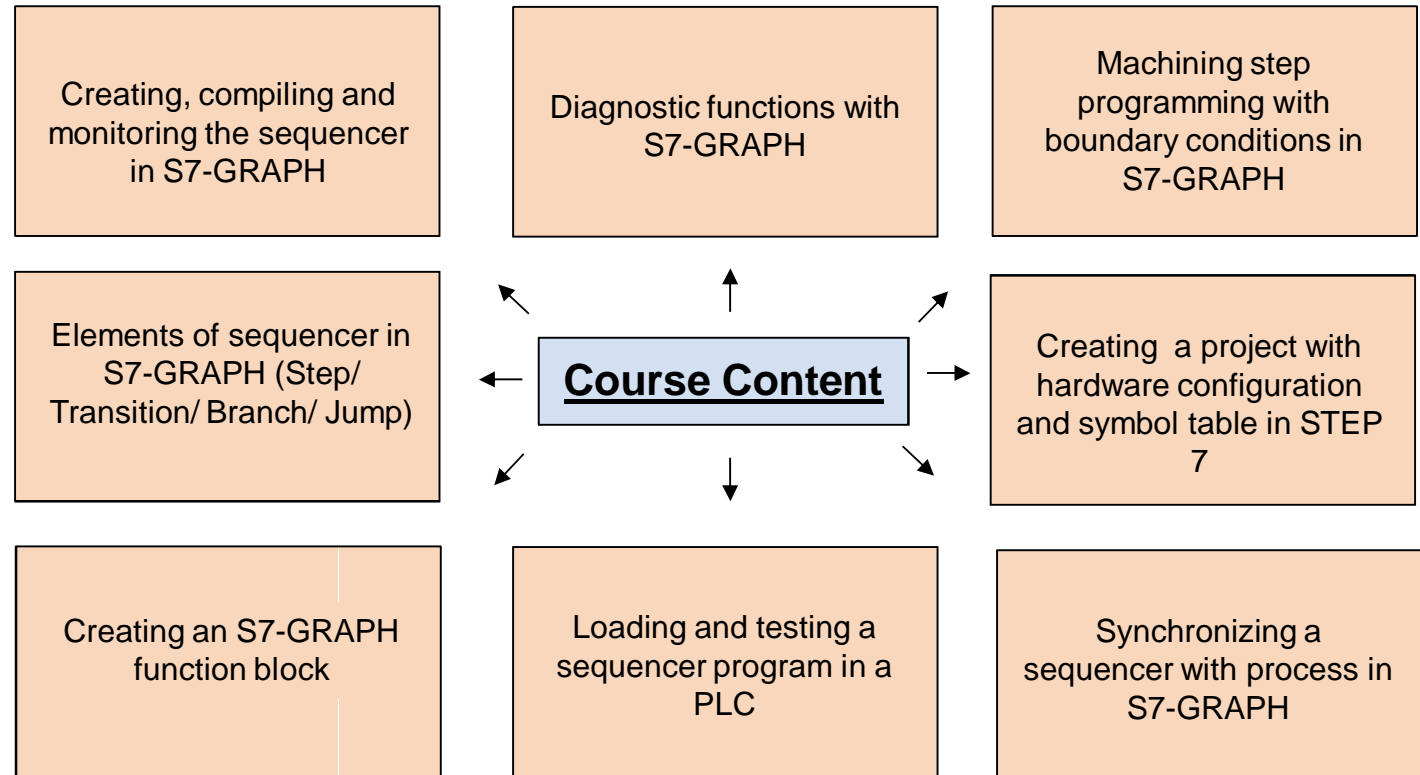 Creating, compiling and
monitoring the sequencer
in S7-GRAPH
Diagnostic functions with
S7-GRAPH
Machining step
programming with
boundary conditions in
S7-GRAPH
Elements of sequencer in
S7-GRAPH (Step/
Transition/ Branch/ Jump)
Course Content
Creating a project with
hardware configuration
and symbol table in STEP
7
Creating an S7-GRAPH
function block
Loading and testing a
sequencer program in a
PLC
Synchronizing a
sequencer with process in
S7-GRAPH